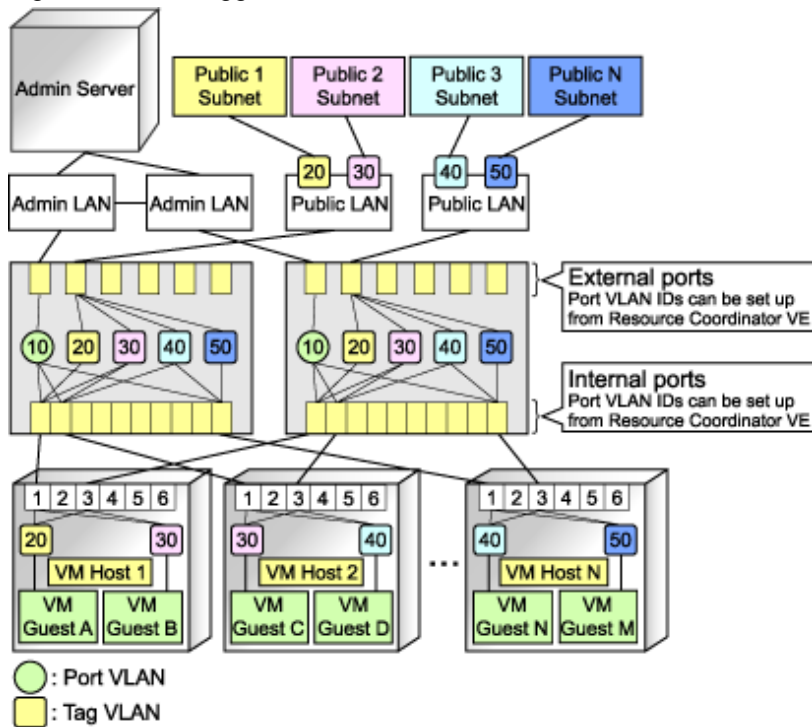 Admin Server
Public 1
Subnet
Public 2
Subnet
Public 3
Subnet
Public N
Subnet
20 30 40 50
Admin LAN
Admin LAN
Public LAN
Public LAN
External ports
Port VLAN IDs can be set up
from Resource Coordinator VE
10 20 30 40 50
10 20 30 40 50
Internal ports
Port VLAN IDs can be set up
from Resource Coordinator VE
1 2 3 4 5 6
20 30
VM Host 1
VM
Guest A
VM
Guest B
1 2 3 4 5 6
30 40
VM Host 2
VM
Guest C
VM
Guest D
...
1 2 3 4 5 6
40 50
VM Host N
VM
Guest N
VM
Guest M
: Port VLAN
: Tag VLAN